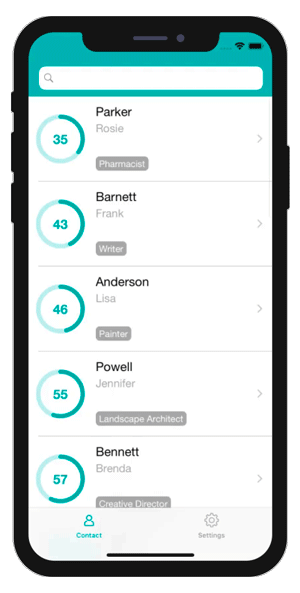 35
Parker
Rosie
Pharmacist
43
Barnett
Frank
Writer
46
Anderson
Lisa
Painter
55
Powell
Jennifer
Landscape Architect
57
Bennett
Brenda
Creative Director
Contact
Settings